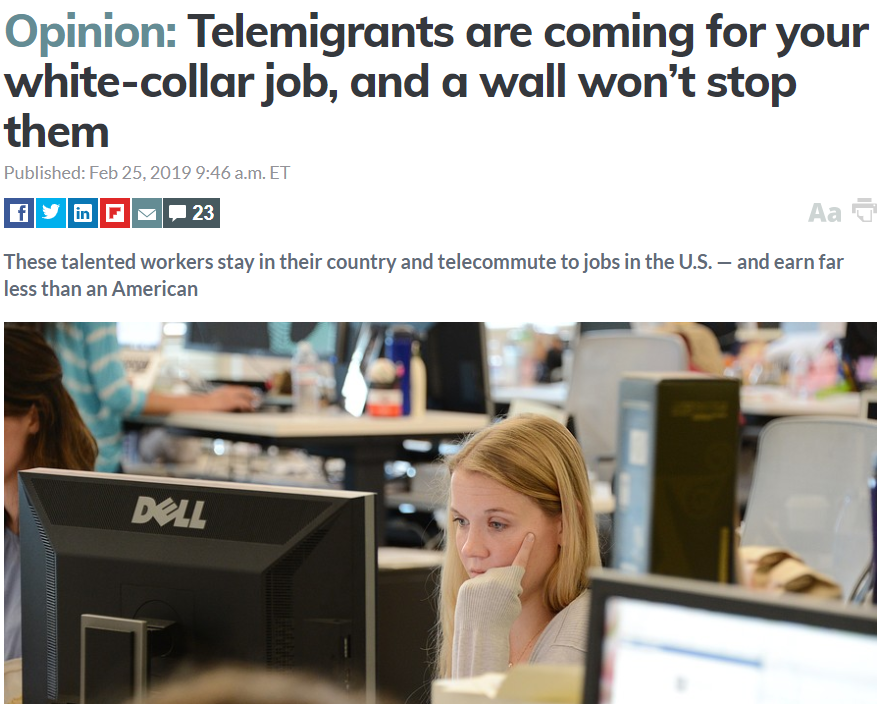 Opinion: Telemigrants are coming for your
white-collar job, and a wall won’t stop
them
Published: Feb 25, 2019 9:46 a.m. ET
23
Aa
These talented workers stay in their country and telecommute to jobs in the U.S. — and earn far
less than an American
DELL